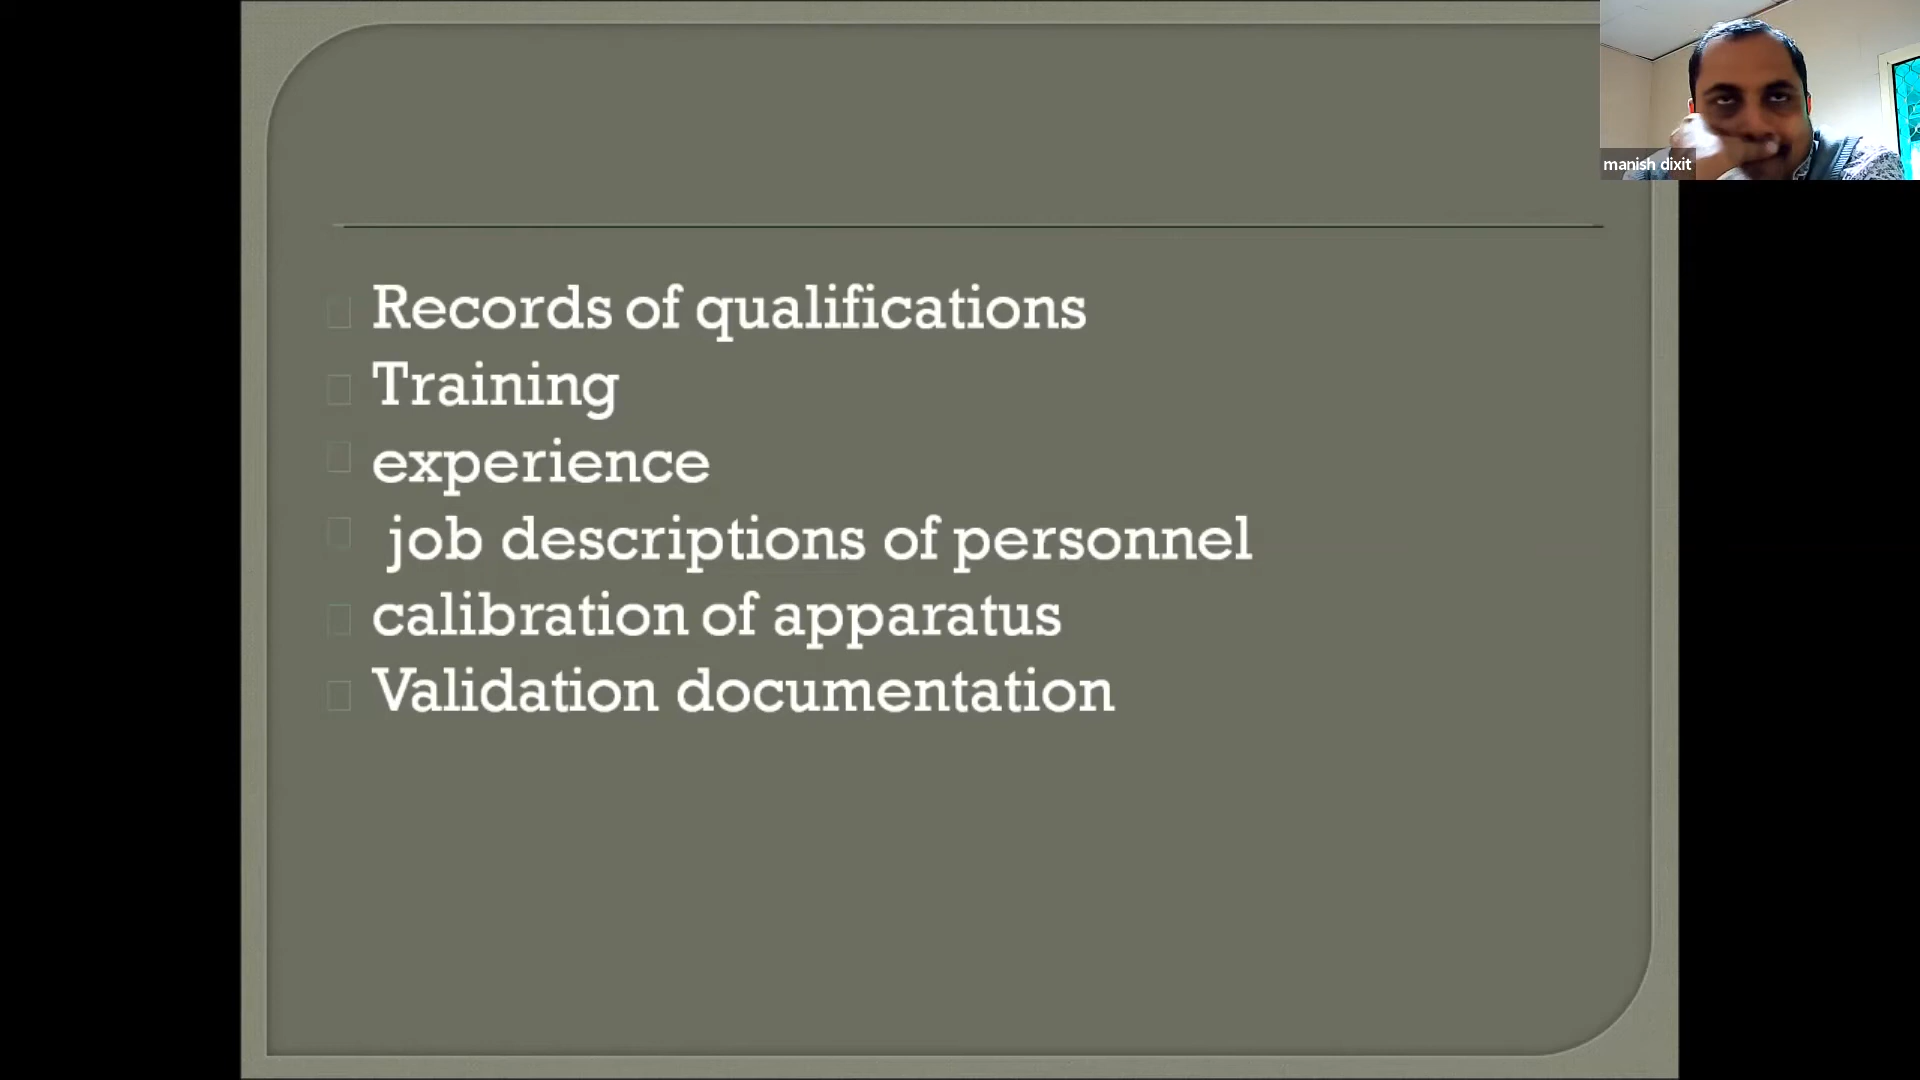 manish dixit
Records of qualifications
Training
experience
job descriptions of personnel
calibration of apparatus
Validation documentation